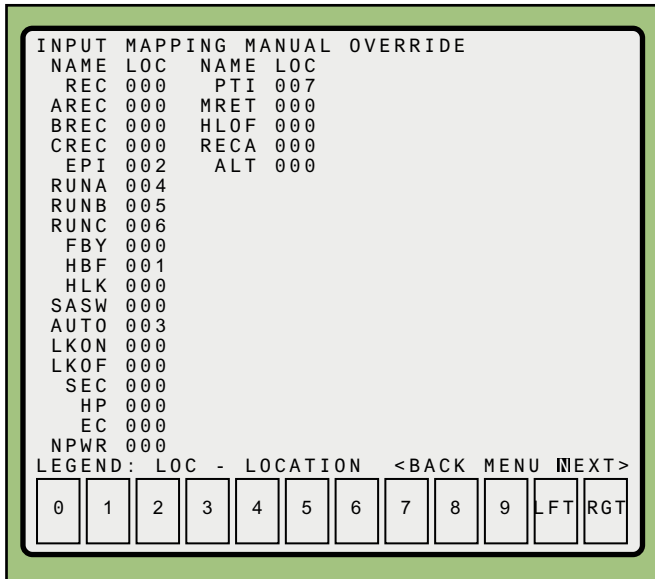 INPUT MAPPING MANUAL OVERRIDE
NAME LOC NAME LOC
REC 000 PTI 007
AREC 000 MRET 000
BREC 000 HLOF 000
CREC 000 RECA 000
EPI 002 ALT 000
RUNA 004
RUNB 005
RUNC 006
FBY 000
HBF 001
HLK 000
SASW 000
AUTO 003
LKON 000
LKOF 000
SEC 000
HP 000
EC 000
NPWR 000
LEGEND: LOC - LOCATION <BACK MENU NEXT>
0 1 2 3 4 5 6 7 8 9 LFT RGT